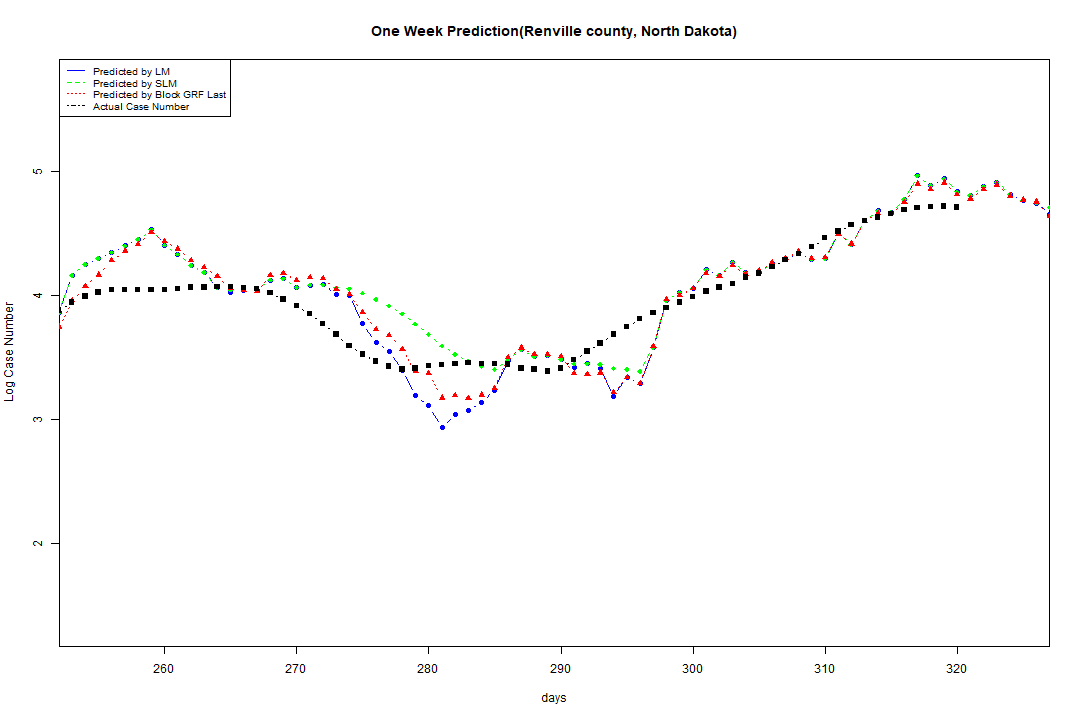 One Week Prediction(Renville county, North Dakota)
Predicted by LM
Predicted by SLM
Predicted by Block GRF Last
Actual Case Number
5
4
3
2
Log Case Number
260 270 280 290 300 310 320
days